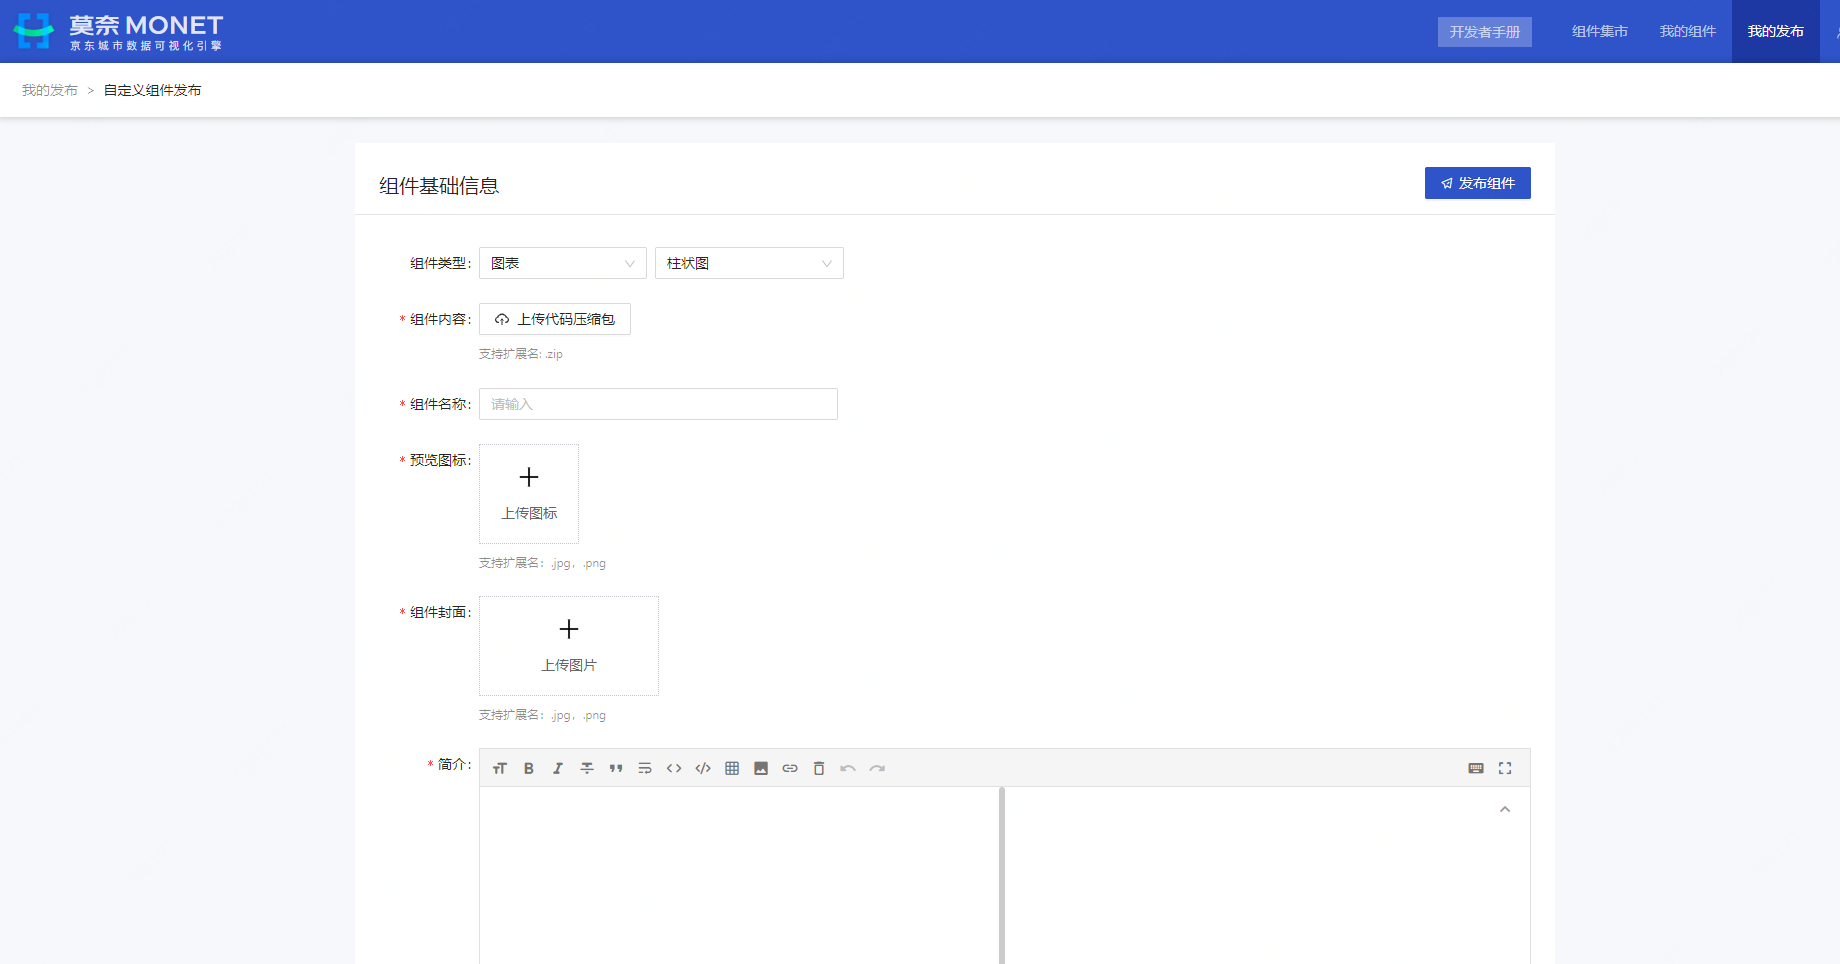 莫奈 MONET
京东城市数据可视化引擎
开发者手册
组件集市
我的组件
我的发布
我的发布 > 自定义组件发布
组件基础信息
发布组件
组件类型:
图表
柱状图
* 组件内容:
上传代码压缩包
支持扩展名: .zip
* 组件名称:
请输入
* 预览图标:
上传图标
支持扩展名：.jpg，.png
* 组件封面:
上传图片
支持扩展名：.jpg，.png
* 简介: